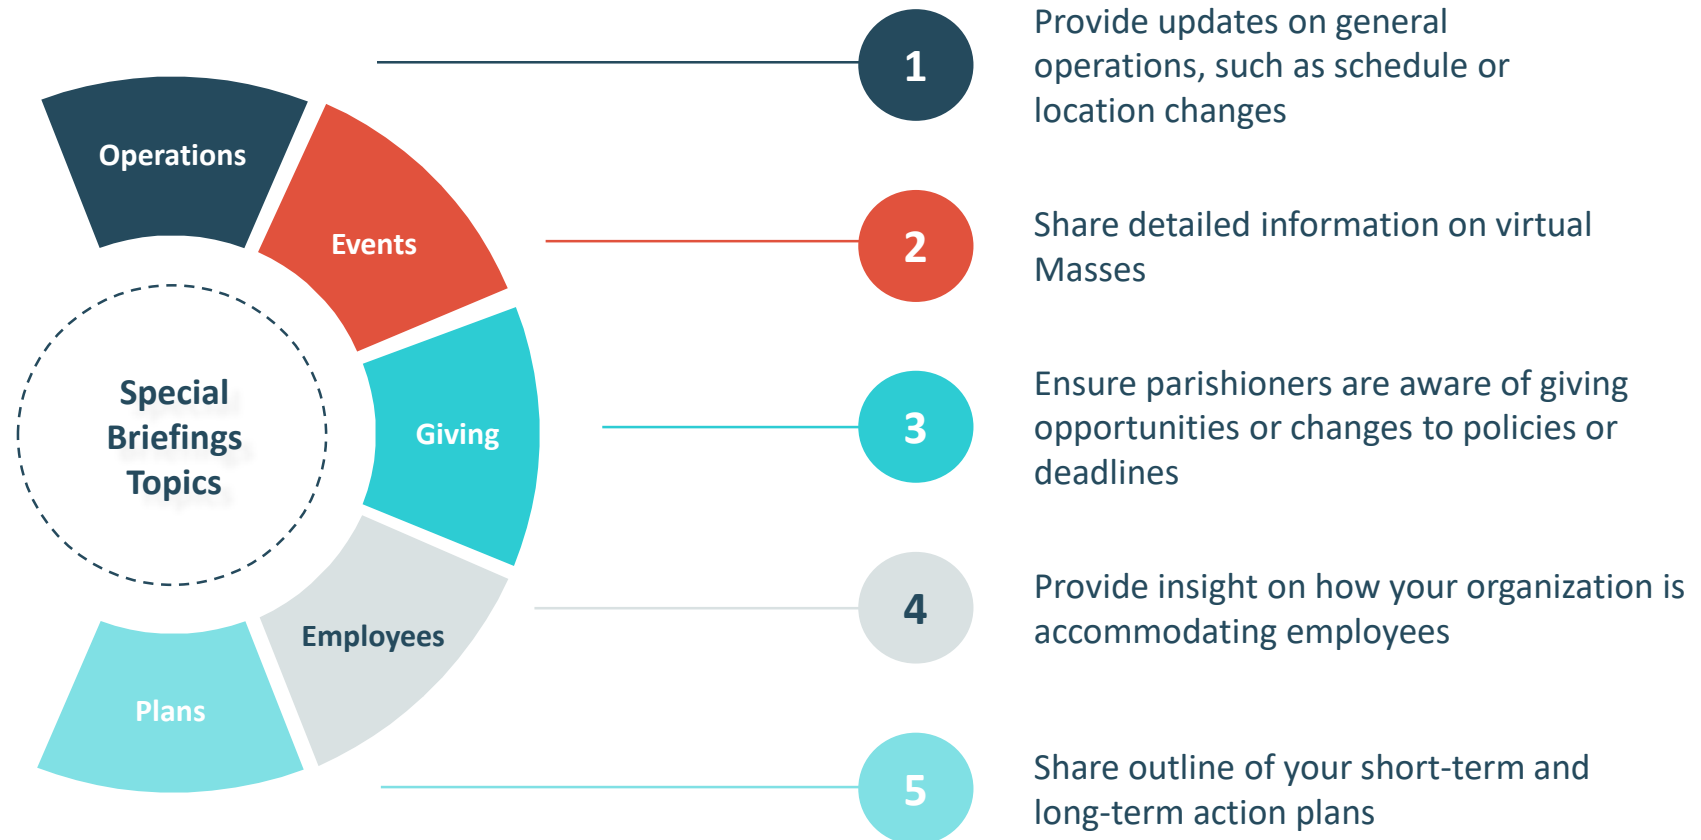 Operations
Events
Giving
Employees
Plans
Special
Briefings
Topics
1
Provide updates on general
operations, such as schedule or
location changes
2
Share detailed information on virtual
Masses
3
Ensure parishioners are aware of giving
opportunities or changes to policies or
deadlines
4
Provide insight on how your organization is
accommodating employees
5
Share outline of your short-term and
long-term action plans